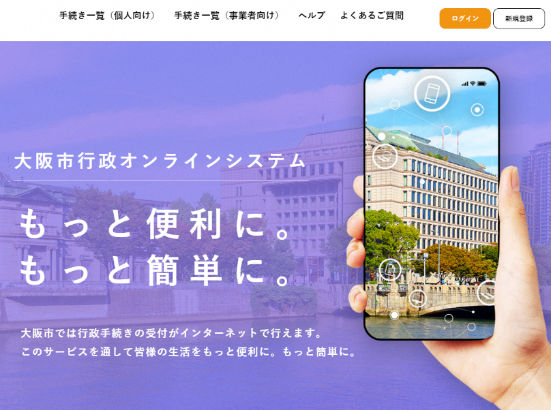 手続き一覧（個人向け）
手続き一覧（事業者向け）
ヘルプ
よくあるご質問
ログイン
新規登録
大阪市行政オンラインシステム
もっと便利に。
もっと簡単に。
大阪市では行政手続きの受付がインターネットで行えます。
このサービスを通して皆様の生活をもっと便利に。もっと簡単に。